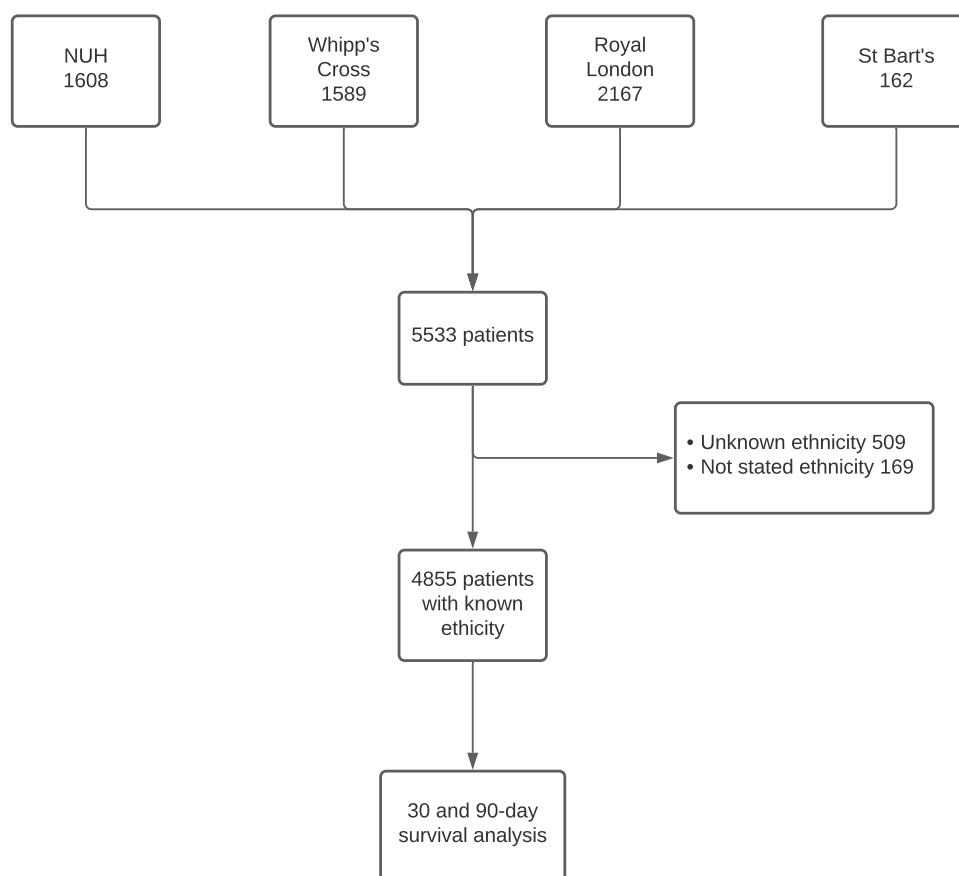 NUH
1608
Whipp's
Cross
1589
Royal
London
2167
St Bart's
162
5533 patients
• Unknown ethnicity 509
• Not stated ethnicity 169
4855 patients
with known
ethicity
30 and 90-day
survival analysis